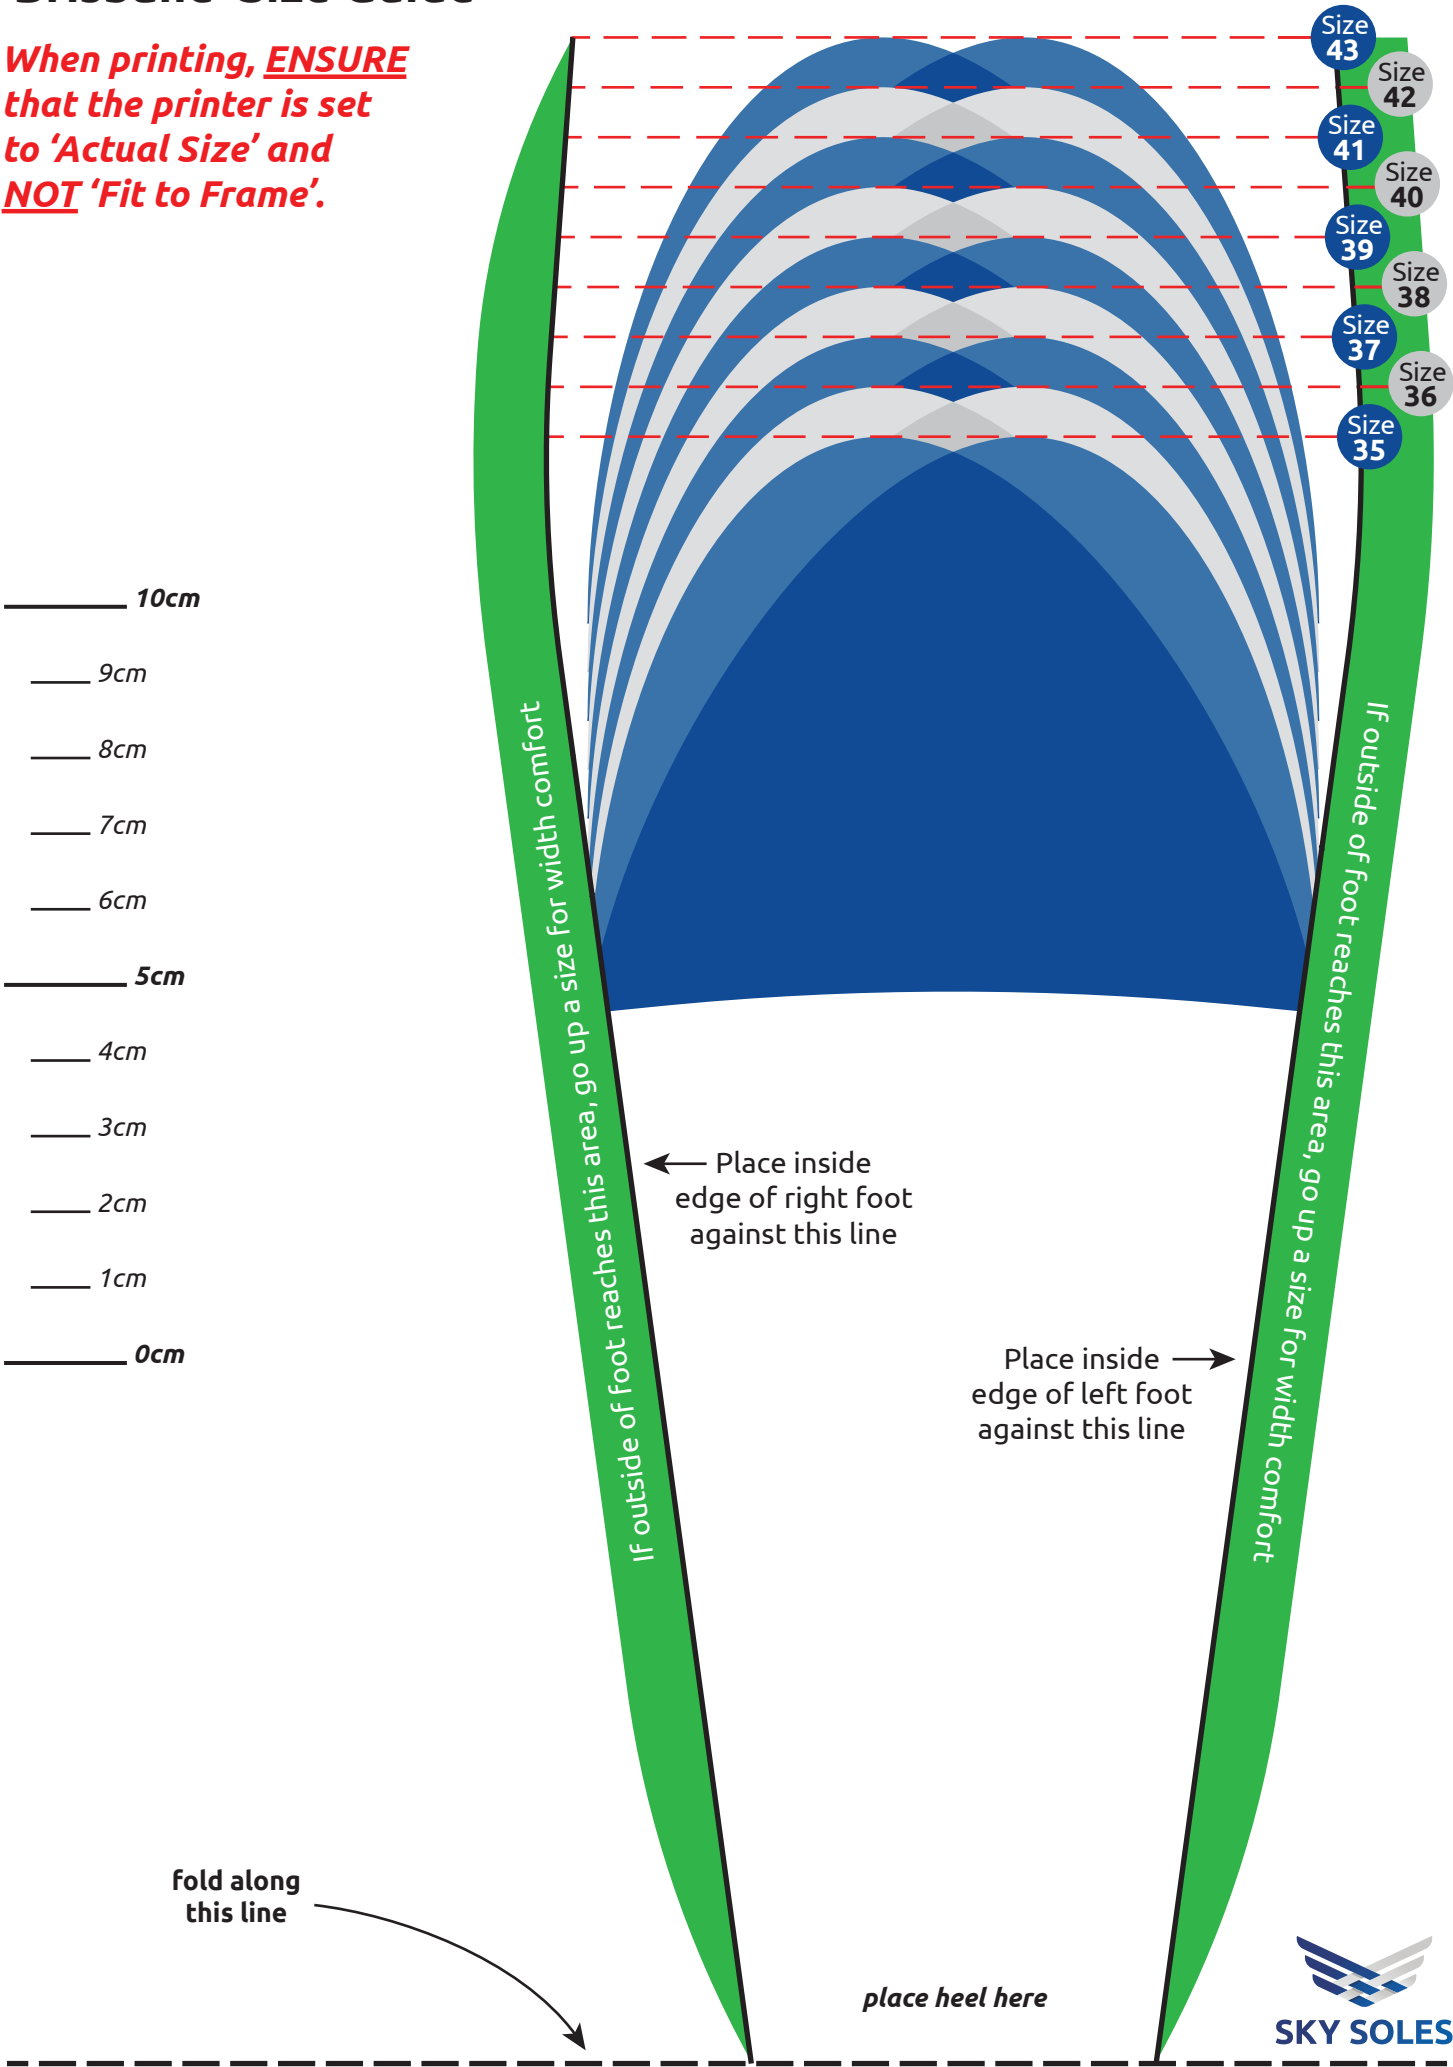 Size Guide
When printing, ENSURE
that the printer is set
to ‘Actual Size’ and
NOT ‘Fit to Frame’.
Size
43
Size
42
Size
41
Size
40
Size
39
Size
38
Size
37
Size
36
Size
35
10cm
9cm
8cm
7cm
6cm
5cm
4cm
3cm
2cm
1cm
0cm
If outside of foot reaches this area, go up a size for width comfort
If outside of foot reaches this area, go up a size for width comfort
Place inside
edge of right foot
against this line
Place inside
edge of left foot
against this line
fold along
this line
place heel here
SKY SOLES